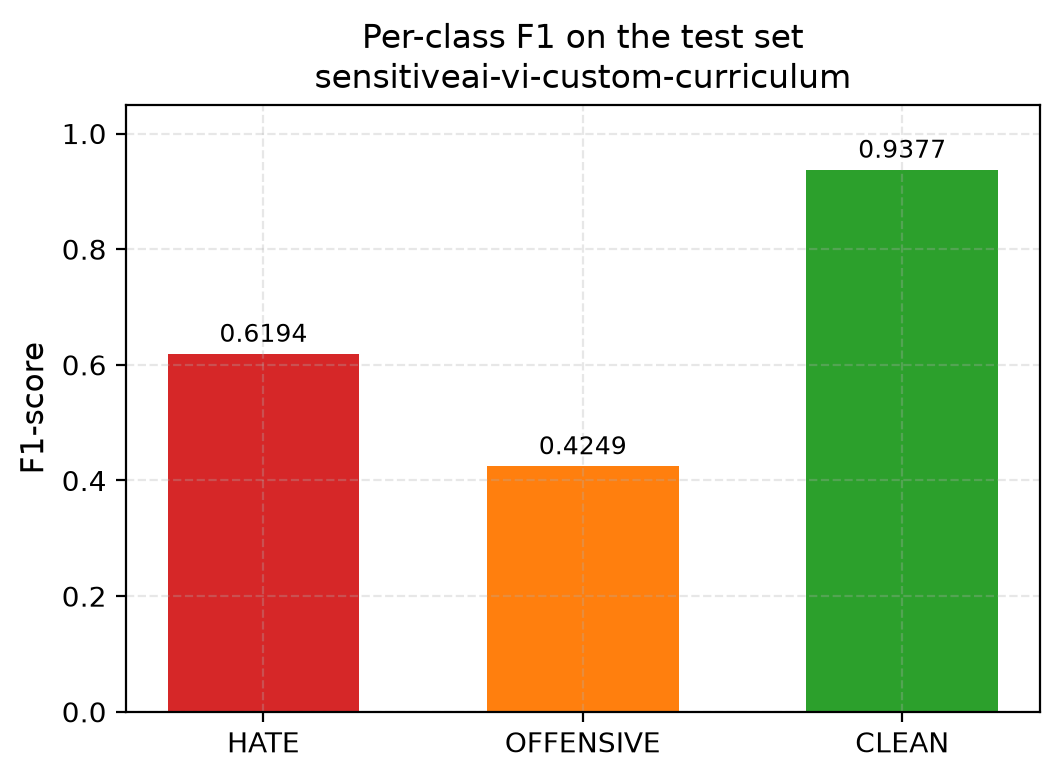 Per-class F1 on the test set
sensitiveai-vi-custom-curriculum
F1-score
1.0
0.8
0.6
0.4
0.2
0.0
0.6194
0.4249
0.9377
HATE
OFFENSIVE
CLEAN